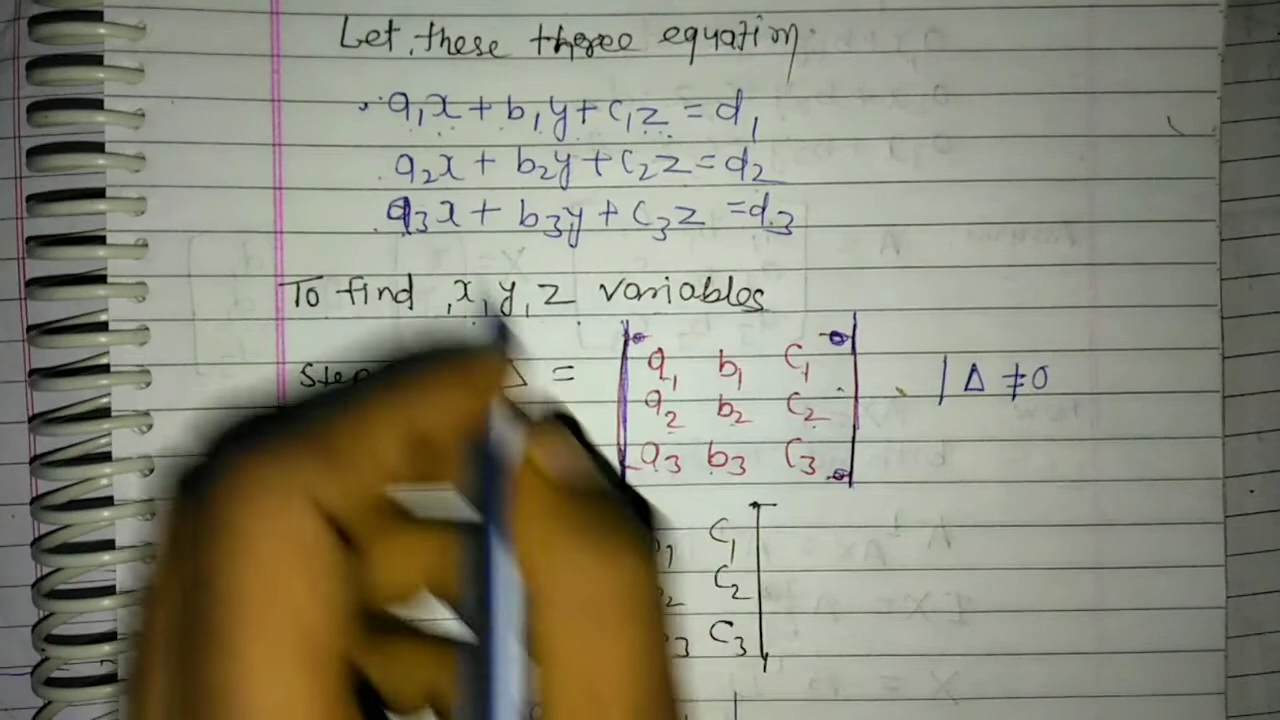 Let, these three equation
a₁x + b₁y + c₁z = d₁
a₂x + b₂y + c₂z = d₂
a₃x + b₃y + c₃z = d₃
To find , x, y, z variables
Step Δ = | a₁ b₁ c₁ | | Δ ≠ 0
a₂ b₂ c₂
a₃ b₃ c₃
c₁
c₂
c₃